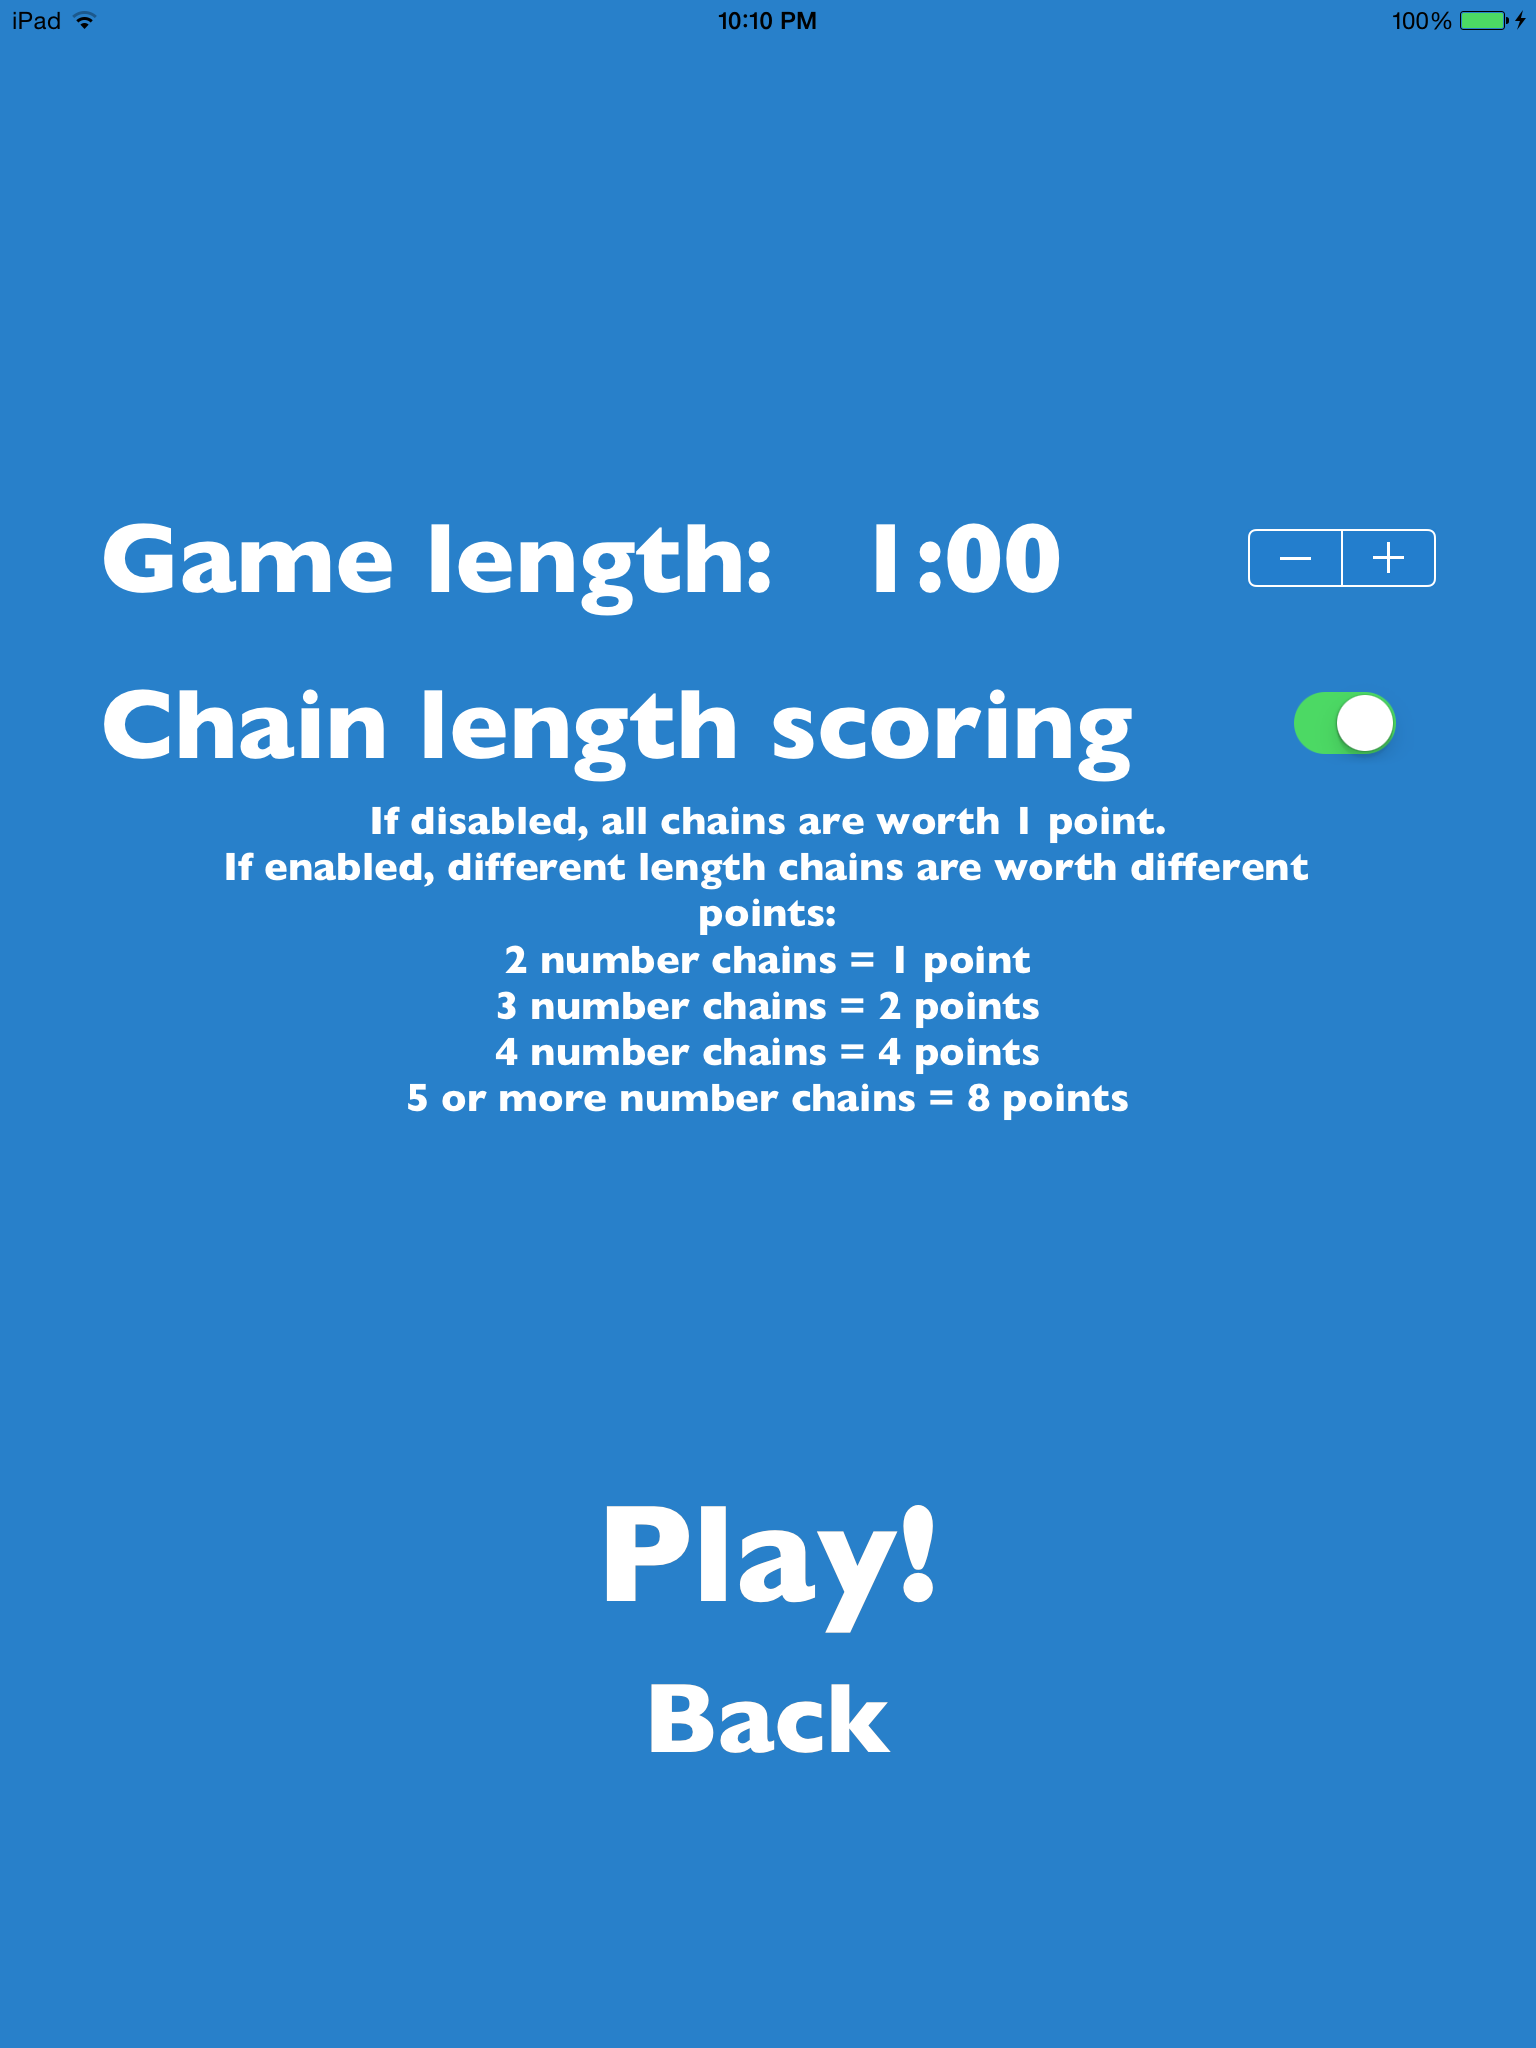 iPad 10:10 PM 100%
Game length: 1:00
Chain length scoring
If disabled, all chains are worth 1 point.
If enabled, different length chains are worth different
points:
2 number chains = 1 point
3 number chains = 2 points
4 number chains = 4 points
5 or more number chains = 8 points
Play!
Back